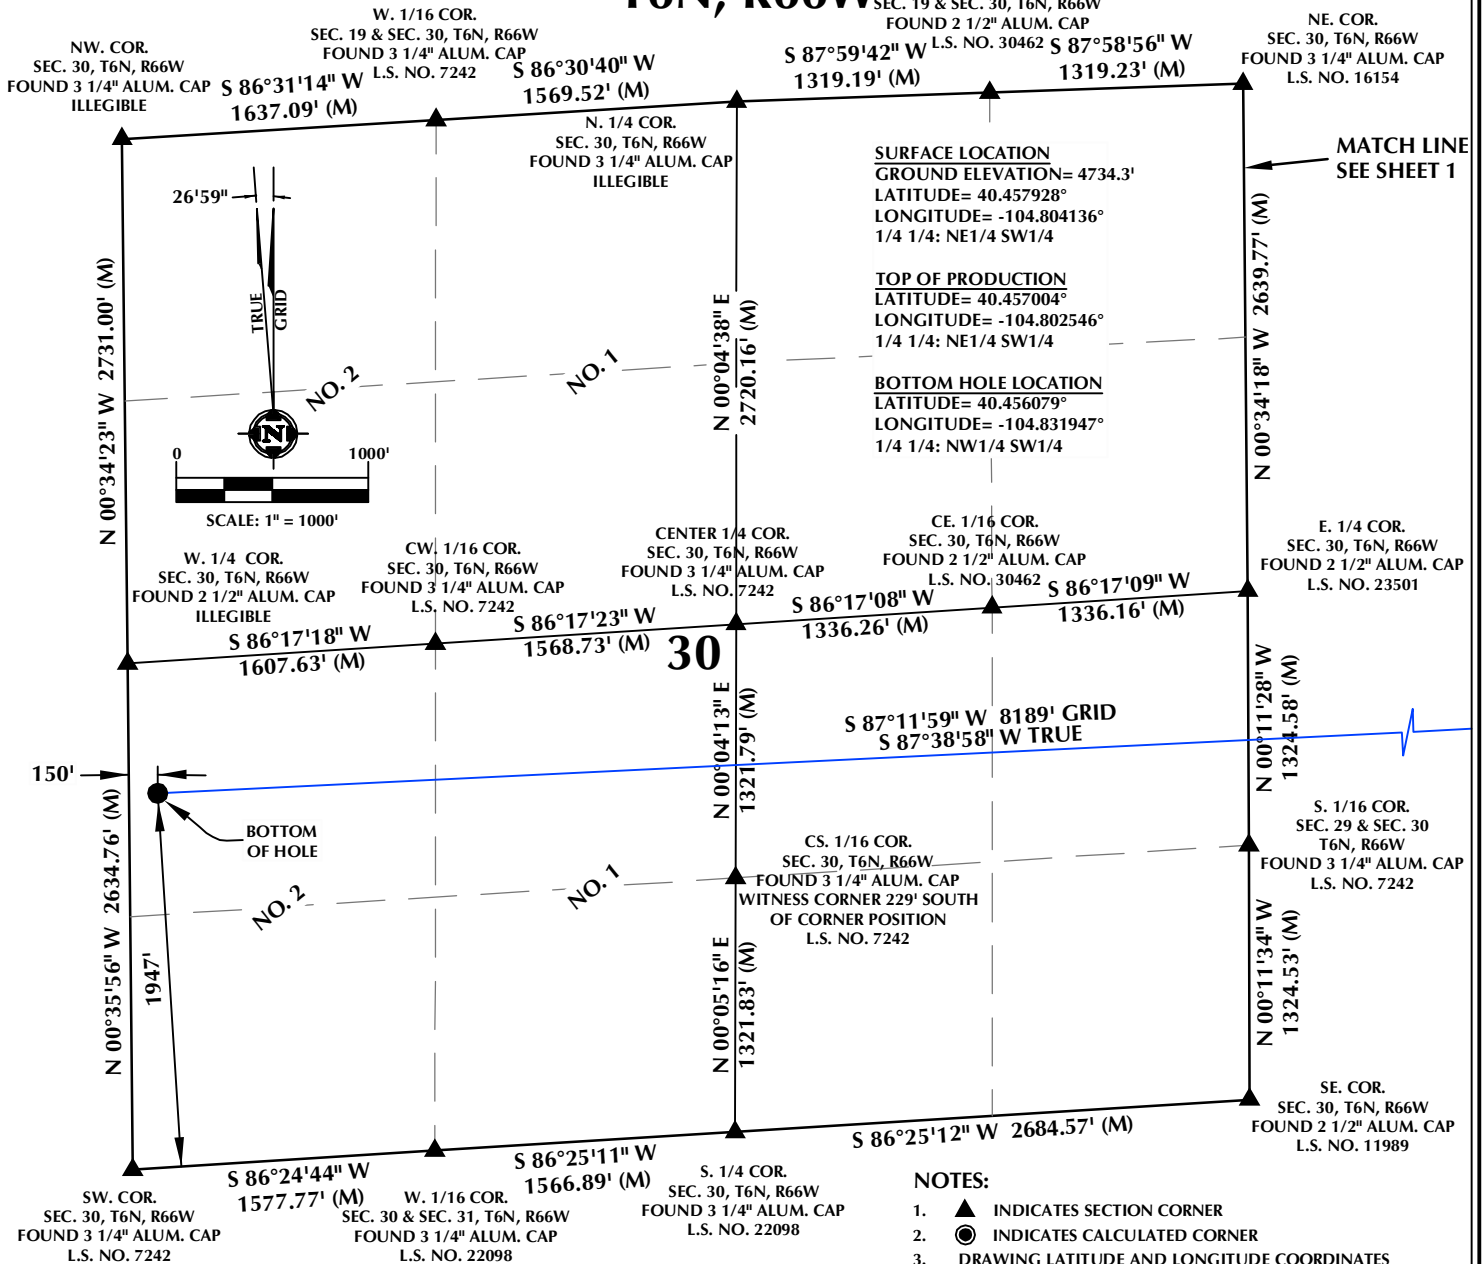 T6N, R66W
W. 1/16 COR.
SEC. 19 & SEC. 30, T6N, R66W
FOUND 3 1/4" ALUM. CAP
L.S. NO. 7242
SEC. 19 & SEC. 30, T6N, R66W
FOUND 2 1/2" ALUM. CAP
L.S. NO. 30462
NE. COR.
SEC. 30, T6N, R66W
FOUND 3 1/4" ALUM. CAP
L.S. NO. 16154
NW. COR.
SEC. 30, T6N, R66W
FOUND 3 1/4" ALUM. CAP
ILLEGIBLE
S 86°31'14" W
1637.09' (M)
S 86°30'40" W
1569.52' (M)
S 87°59'42" W
1319.19' (M)
S 87°58'56" W
1319.23' (M)
N. 1/4 COR.
SEC. 30, T6N, R66W
FOUND 3 1/4" ALUM. CAP
ILLEGIBLE
MATCH LINE
SEE SHEET 1
SURFACE LOCATION
GROUND ELEVATION= 4734.3'
LATITUDE= 40.457928°
LONGITUDE= -104.804136°
1/4 1/4: NE1/4 SW1/4
TOP OF PRODUCTION
LATITUDE= 40.457004°
LONGITUDE= -104.802546°
1/4 1/4: NE1/4 SW1/4
BOTTOM HOLE LOCATION
LATITUDE= 40.456079°
LONGITUDE= -104.831947°
1/4 1/4: NW1/4 SW1/4
26'59"
TRUE
GRID
N
0 1000'
SCALE: 1" = 1000'
NO. 2
NO. 1
N 00°34'23" W 2731.00' (M)
N 00°04'38" E
2720.16' (M)
N 00°34'18" W 2639.77' (M)
W. 1/4 COR.
SEC. 30, T6N, R66W
FOUND 2 1/2" ALUM. CAP
ILLEGIBLE
CW. 1/16 COR.
SEC. 30, T6N, R66W
FOUND 3 1/4" ALUM. CAP
L.S. NO. 7242
CENTER 1/4 COR.
SEC. 30, T6N, R66W
FOUND 3 1/4" ALUM. CAP
L.S. NO. 7242
CE. 1/16 COR.
SEC. 30, T6N, R66W
FOUND 2 1/2" ALUM. CAP
L.S. NO. 30462
E. 1/4 COR.
SEC. 30, T6N, R66W
FOUND 2 1/2" ALUM. CAP
L.S. NO. 23501
S 86°17'18" W
1607.63' (M)
S 86°17'23" W
1568.73' (M)
S 86°17'08" W
1336.26' (M)
S 86°17'09" W
1336.16' (M)
30
N 00°04'13" E
1321.79' (M)
S 87°11'59" W 8189' GRID
S 87°38'58" W TRUE
N 00°11'28" W
1324.58' (M)
150'
BOTTOM
OF HOLE
1947'
N 00°35'56" W 2634.76' (M)
NO. 2
NO. 1
CS. 1/16 COR.
SEC. 30, T6N, R66W
FOUND 3 1/4" ALUM. CAP
WITNESS CORNER 229' SOUTH
OF CORNER POSITION
L.S. NO. 7242
S. 1/16 COR.
SEC. 29 & SEC. 30
T6N, R66W
FOUND 3 1/4" ALUM. CAP
L.S. NO. 7242
N 00°05'16" E
1321.83' (M)
N 00°11'34" W
1324.53' (M)
SE. COR.
SEC. 30, T6N, R66W
FOUND 2 1/2" ALUM. CAP
L.S. NO. 11989
S 86°24'44" W
1577.77' (M)
S 86°25'11" W
1566.89' (M)
S 86°25'12" W 2684.57' (M)
SW. COR.
SEC. 30, T6N, R66W
FOUND 3 1/4" ALUM. CAP
L.S. NO. 7242
W. 1/16 COR.
SEC. 30 & SEC. 31, T6N, R66W
FOUND 3 1/4" ALUM. CAP
L.S. NO. 22098
S. 1/4 COR.
SEC. 30, T6N, R66W
FOUND 3 1/4" ALUM. CAP
L.S. NO. 22098
NOTES:
1. INDICATES SECTION CORNER
2. INDICATES CALCULATED CORNER
3. DRAWING LATITUDE AND LONGITUDE COORDINATES